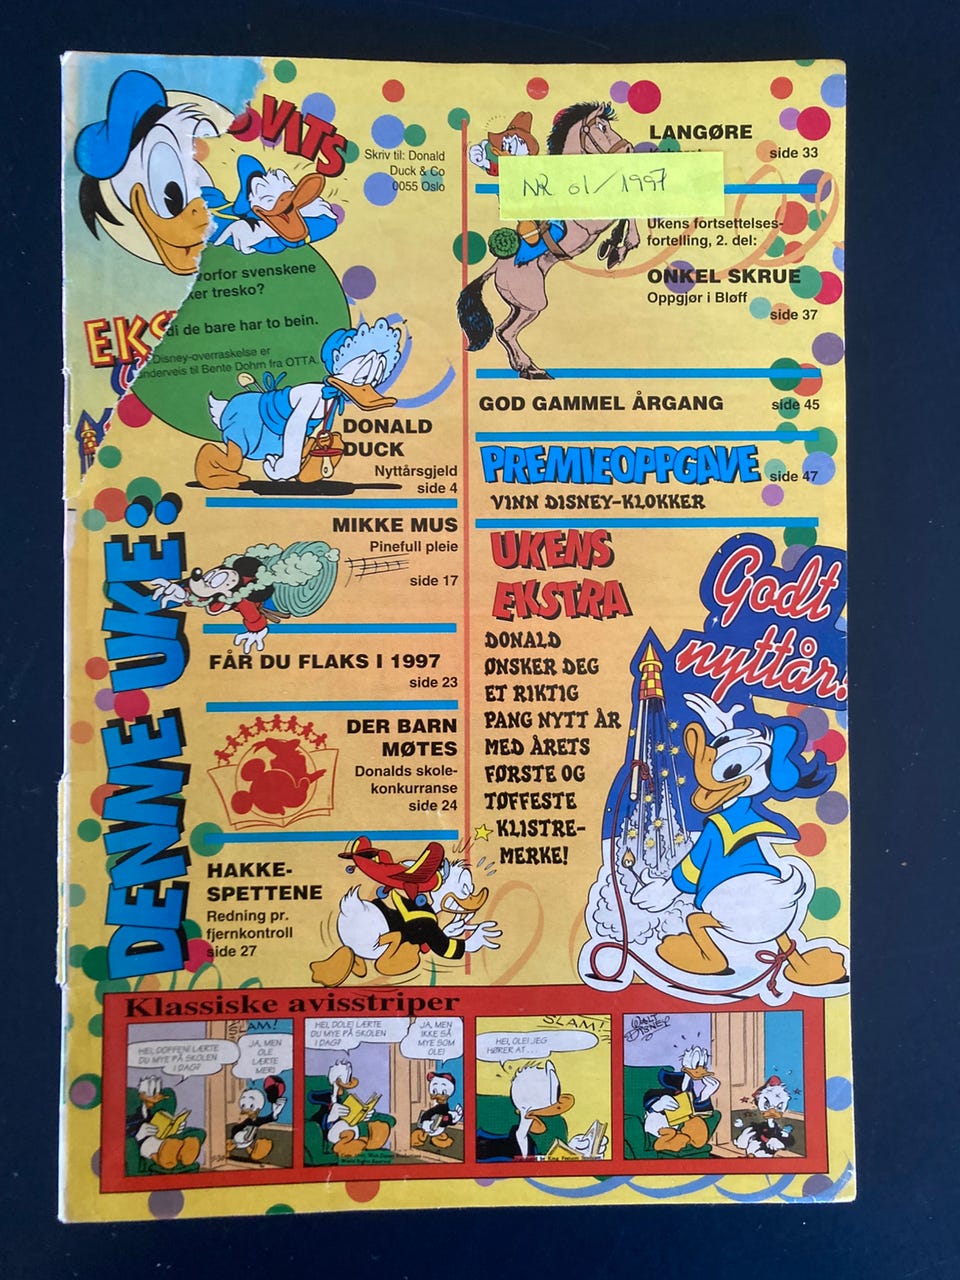 VITS
Skriv til: Donald
Duck & Co
0055 Oslo
vorfor svenskene
ker tresko?
di de bare har to bein.
Disney-overraskelse er
underveis til Bente Dohrn fra OTTA.
EKS
DENNE UKE:
DONALD
DUCK
Nyttårsgjeld
side 4
MIKKE MUS
Pinefull pleie
side 17
FÅR DU FLAKS I 1997
side 23
DER BARN
MØTES
Donalds skole-
konkurranse
side 24
HAKKE-
SPETTENE
Redning pr.
fjernkontroll
side 27
LANGØRE
side 33
NR 01/1997
Ukens fortsettelses-
fortelling, 2. del:
ONKEL SKRUE
Oppgjør i Bløff
side 37
GOD GAMMEL ÅRGANG
side 45
PREMIEOPPGAVE side 47
VINN DISNEY-KLOKKER
UKENS
EKSTRA
DONALD
ØNSKER DEG
ET RIKTIG
PANG NYTT ÅR
MED ÅRETS
FØRSTE OG
TØFFESTE
KLISTRE-
MERKE!
Godt
nyttår!
Klassiske avisstriper
AM!
HEI, DOFFEN! LÆRTE
DU MYE PÅ SKOLEN
I DAG?
JA, MEN
OLE
LÆRTE
MER!
HEI, DOLE! LÆRTE
DU MYE PÅ SKOLEN
I DAG?
JA, MEN
IKKE SÅ
MYE SOM
OLE!
SLAM!
HEI, OLE! JEG
HØRER AT...
WALT
DISNEY